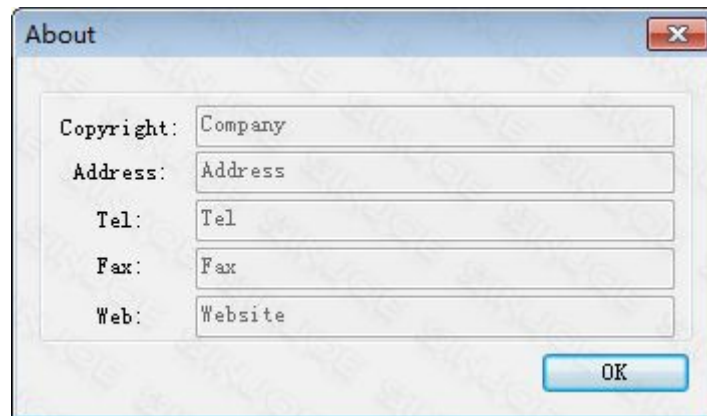 About
Copyright: Company
Address: Address
Tel: Tel
Fax: Fax
Web: Website
OK